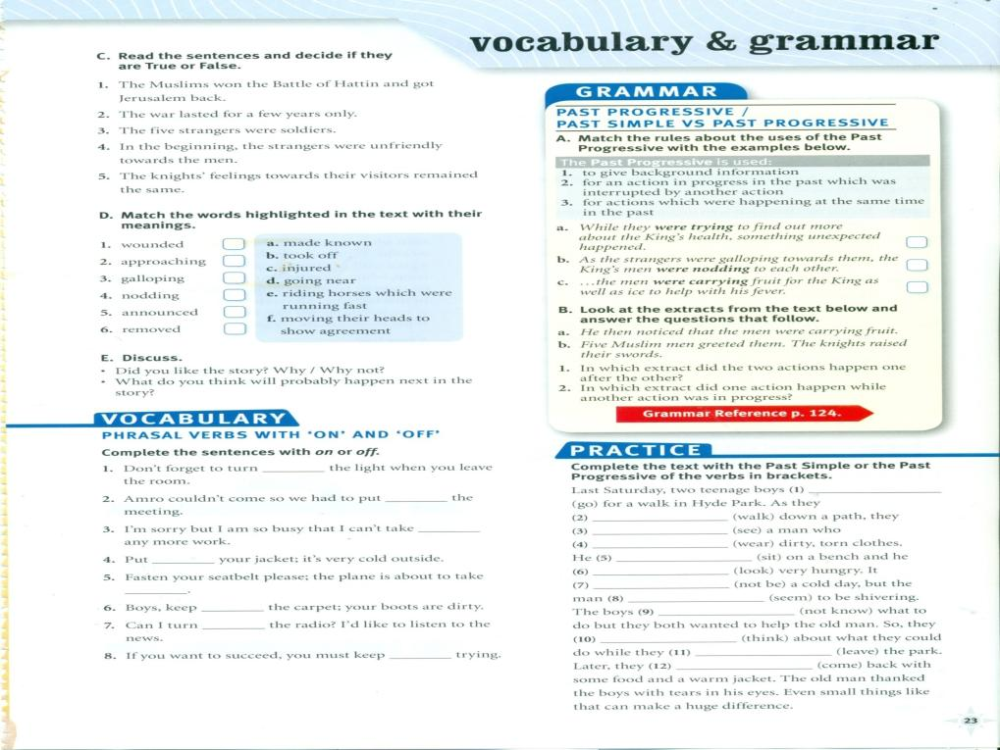 vocabulary & grammar
C. Read the sentences and decide if they
are True or False.
1. The Muslims won the Battle of Hattin and got
Jerusalem back.
2. The war lasted for a few years only.
3. The five strangers were soldiers.
4. In the beginning, the strangers were unfriendly
towards the men.
5. The knights' feelings towards their visitors remained
the same.
D. Match the words highlighted in the text with their
meanings.
1. wounded
2. approaching
3. galloping
4. nodding
5. announced
6. removed
a. made known
b. took off
c. injured
d. going near
e. riding horses which were
running fast
f. moving their heads to
show agreement
E. Discuss.
• Did you like the story? Why / Why not?
• What do you think will probably happen next in the
story?
VOCABULARY
PHRASAL VERBS WITH 'ON' AND 'OFF'
Complete the sentences with on or off.
1. Don't forget to turn ________ the light when you leave
the room.
2. Amro couldn't come so we had to put ________ the
meeting.
3. I'm sorry but I am so busy that I can't take ________
any more work.
4. Put ________ your jacket; it's very cold outside.
5. Fasten your seatbelt please; the plane is about to take
________.
6. Boys, keep ________ the carpet; your boots are dirty.
7. Can I turn ________ the radio? I'd like to listen to the
news.
8. If you want to succeed, you must keep ________ trying.
GRAMMAR
PAST PROGRESSIVE /
PAST SIMPLE VS PAST PROGRESSIVE
A. Match the rules about the uses of the Past
Progressive with the examples below.
The Past Progressive is used:
1. to give background information
2. for an action in progress in the past which was
interrupted by another action
3. for actions which were happening at the same time
in the past
a. While they were trying to find out more
about the King's health, something unexpected
happened.
b. As the strangers were galloping towards them, the
King's men were nodding to each other.
c. ...the men were carrying fruit for the King as
well as ice to help with his fever.
B. Look at the extracts from the text below and
answer the questions that follow.
a. He then noticed that the men were carrying fruit.
b. Five Muslim men greeted them. The knights raised
their swords.
1. In which extract did the two actions happen one
after the other?
2. In which extract did one action happen while
another action was in progress?
Grammar Reference p. 124.
PRACTICE
Complete the text with the Past Simple or the Past
Progressive of the verbs in brackets.
Last Saturday, two teenage boys (1) ________________
(go) for a walk in Hyde Park. As they
(2) ________________ (walk) down a path, they
(3) ________________ (see) a man who
(4) ________________ (wear) dirty, torn clothes.
He (5) ________________ (sit) on a bench and he
(6) ________________ (look) very hungry. It
(7) ________________ (not be) a cold day, but the
man (8) ________________ (seem) to be shivering.
The boys (9) ________________ (not know) what to
do but they both wanted to help the old man. So, they
(10) ________________ (think) about what they could
do while they (11) ________________ (leave) the park.
Later, they (12) ________________ (come) back with
some food and a warm jacket. The old man thanked
the boys with tears in his eyes. Even small things like
that can make a huge difference.
23